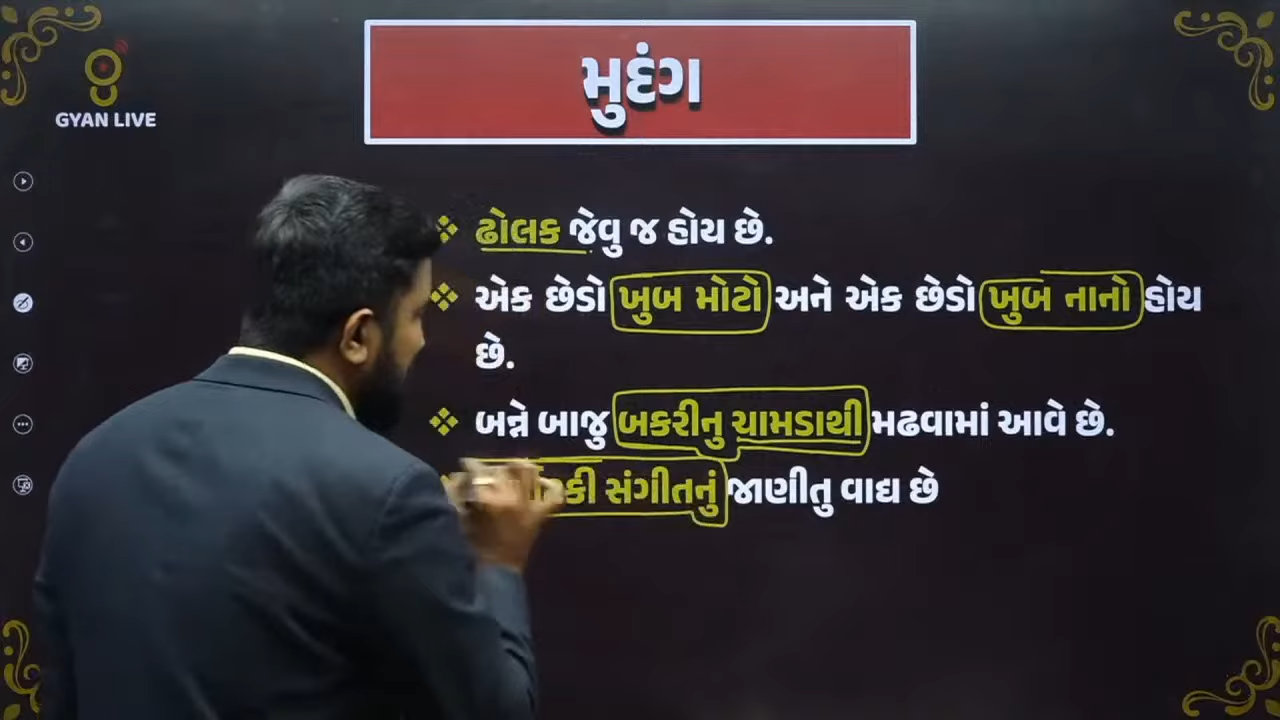 GYAN LIVE
મુદંગ
ઢોલક જેવુ જ હોય છે.
એક છેડો ખુબ મોટો અને એક છેડો ખુબ નાનો હોય
છે.
બન્ને બાજુ બકરીનુ ચામડાથી મઢવામાં આવે છે.
સંગીતનું જાણીતુ વાદ્ય છે